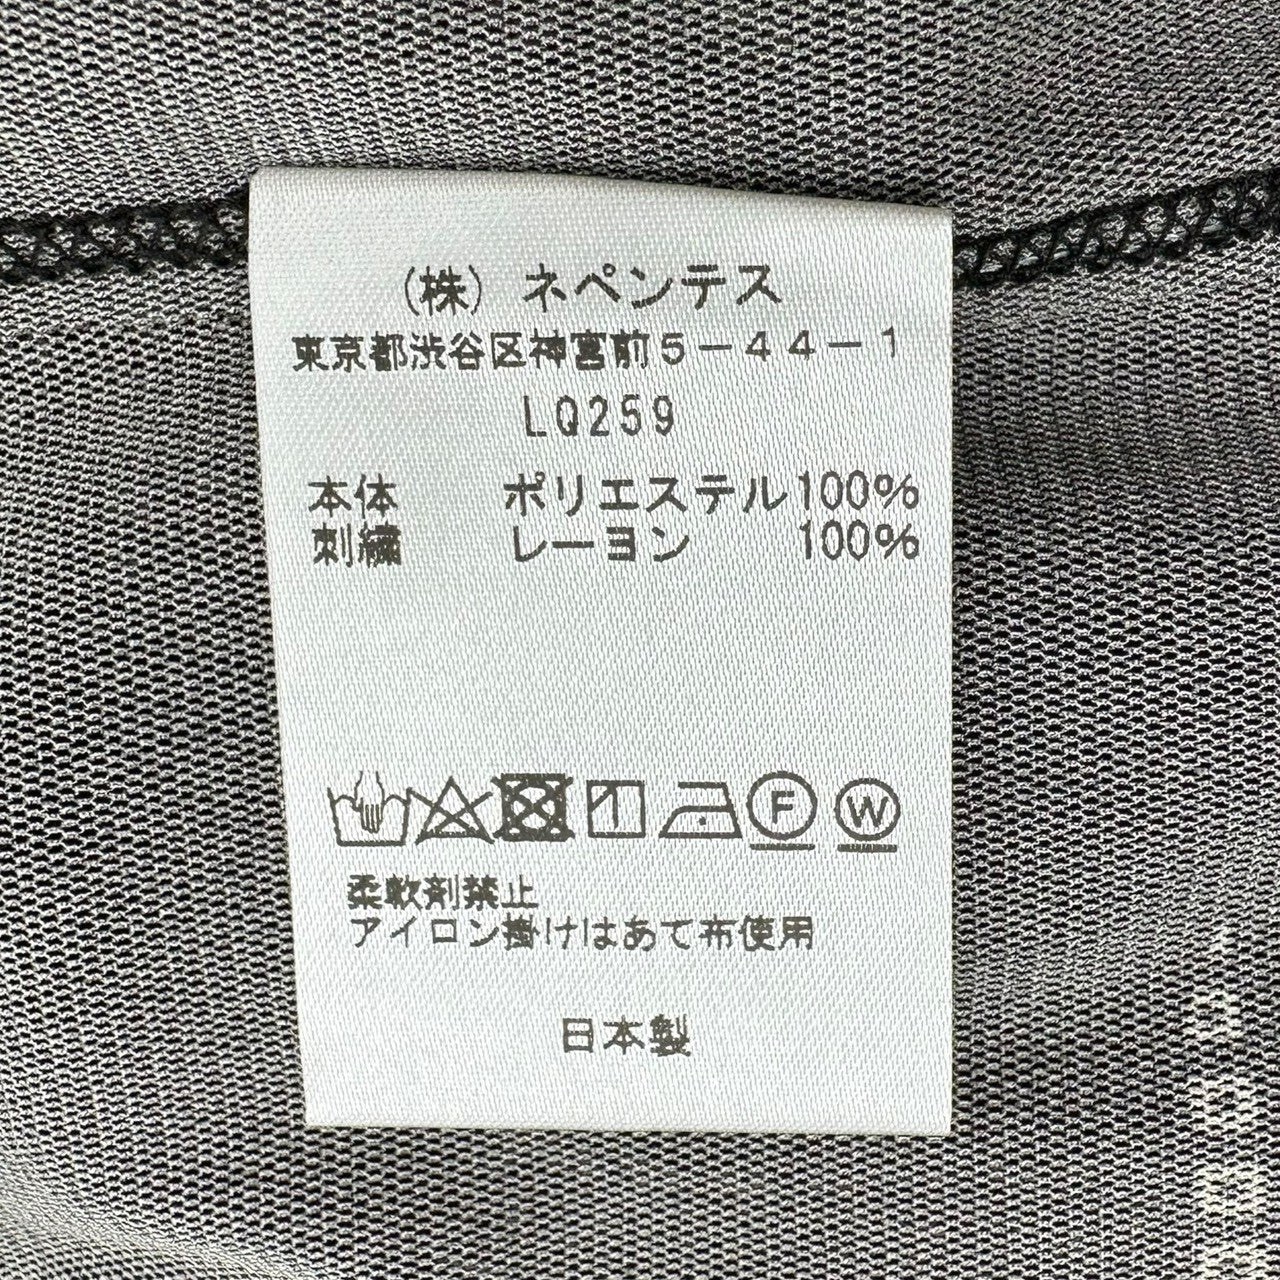 (株) ネペンテス
東京都渋谷区神宮前5－44－1
LQ259
本体 ポリエステル100%
刺繍 レーヨン 100%
F W
柔軟剤禁止
アイロン掛けはあて布使用
日本製